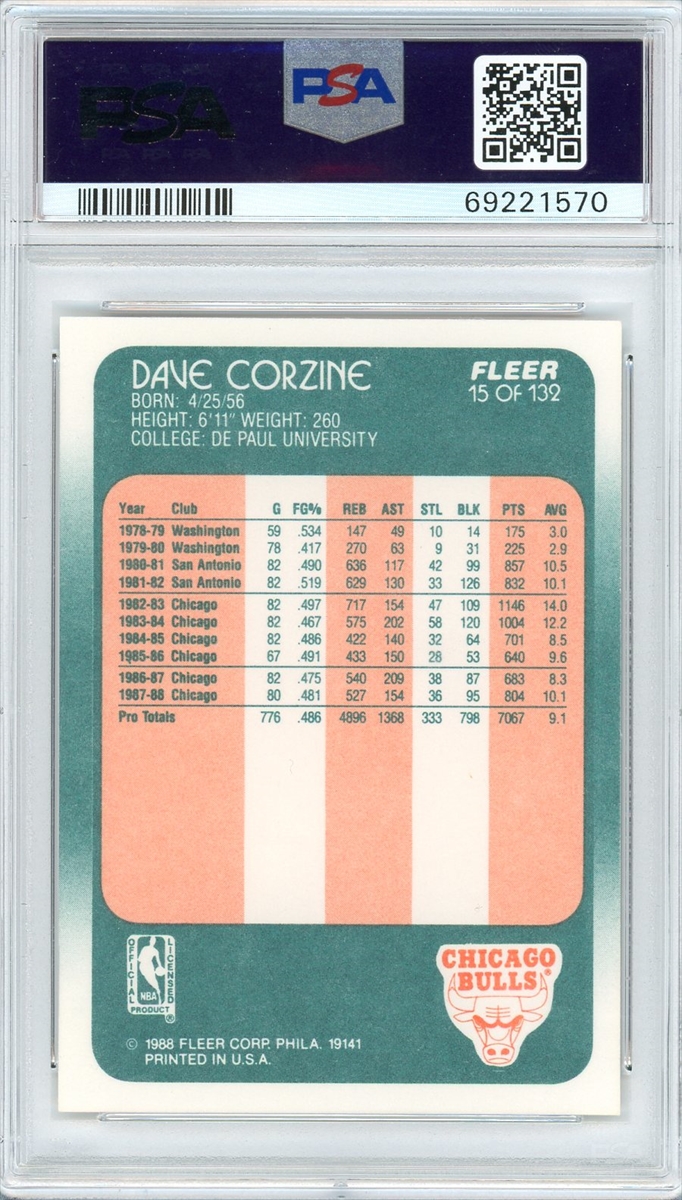 PSA
PSA
69221570
DAVE CORZINE
FLEER
15 OF 132
BORN: 4/25/56
HEIGHT: 6'11" WEIGHT: 260
COLLEGE: DE PAUL UNIVERSITY
Year Club G FG% REB AST STL BLK PTS AVG
1978-79 Washington 59 .534 147 49 10 14 175 3.0
1979-80 Washington 78 .417 270 63 9 31 225 2.9
1980-81 San Antonio 82 .490 636 117 42 99 857 10.5
1981-82 San Antonio 82 .519 629 130 33 126 832 10.1
1982-83 Chicago 82 .497 717 154 47 109 1146 14.0
1983-84 Chicago 82 .467 575 202 58 120 1004 12.2
1984-85 Chicago 82 .486 422 140 32 64 701 8.5
1985-86 Chicago 67 .491 433 150 28 53 640 9.6
1986-87 Chicago 82 .475 540 209 38 87 683 8.3
1987-88 Chicago 80 .481 527 154 36 95 804 10.1
Pro Totals 776 .486 4896 1368 333 798 7067 9.1
OFFICIAL
LICENSED
NBA
PRODUCT ®
CHICAGO
BULLS®
© 1988 FLEER CORP. PHILA. 19141
PRINTED IN U.S.A.